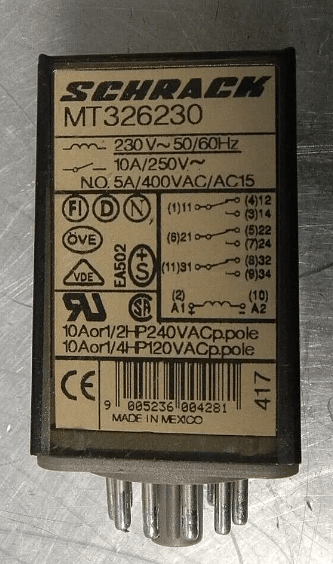 SCHRACK
MT326230
230 V~ 50/60Hz
10A/250V~
N.O. 5A/400VAC/AC15
FI D N
ÖVE
VDE
EA502
+S
(1)11 (4)12
(3)14
(6)21 (5)22
(7)24
(11)31 (8)32
(9)34
(2) (10)
A1 A2
10Aor1/2HP240VACp.pole
10Aor1/4HP120VACp.pole
CE
9 005236 004281
417
MADE IN MEXICO